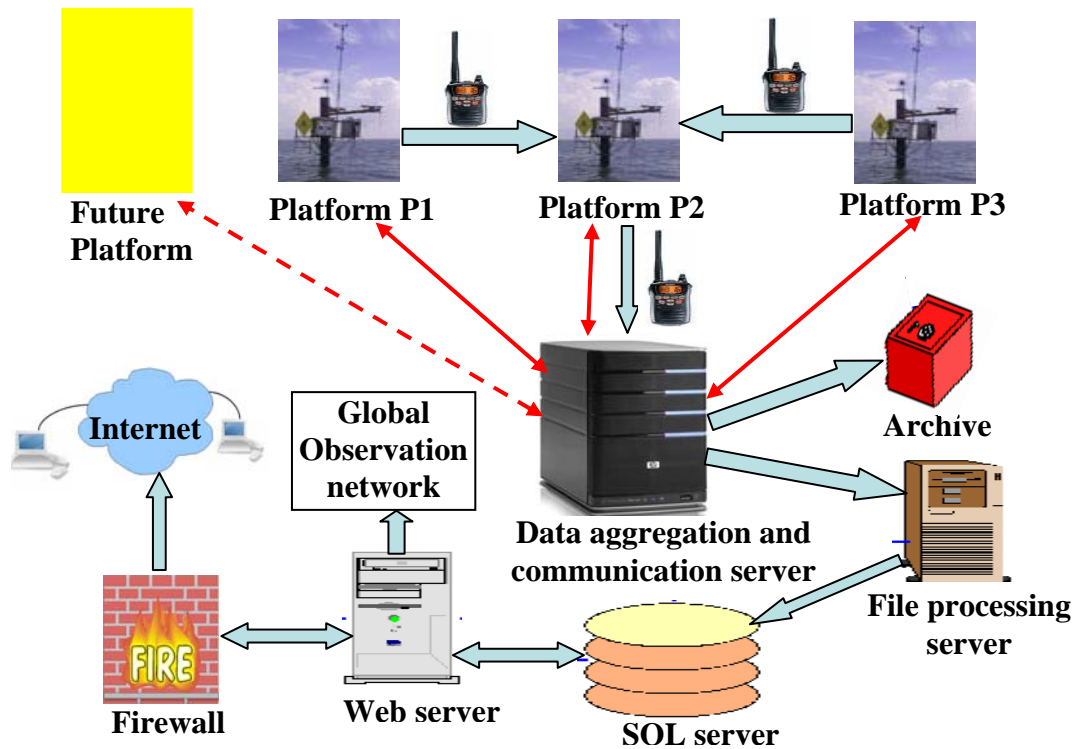 Future
Platform
Platform P1
Platform P2
Platform P3
Internet
Global
Observation
network
Archive
Data aggregation and
communication server
File processing
server
FIRE
Firewall
Web server
SOL server